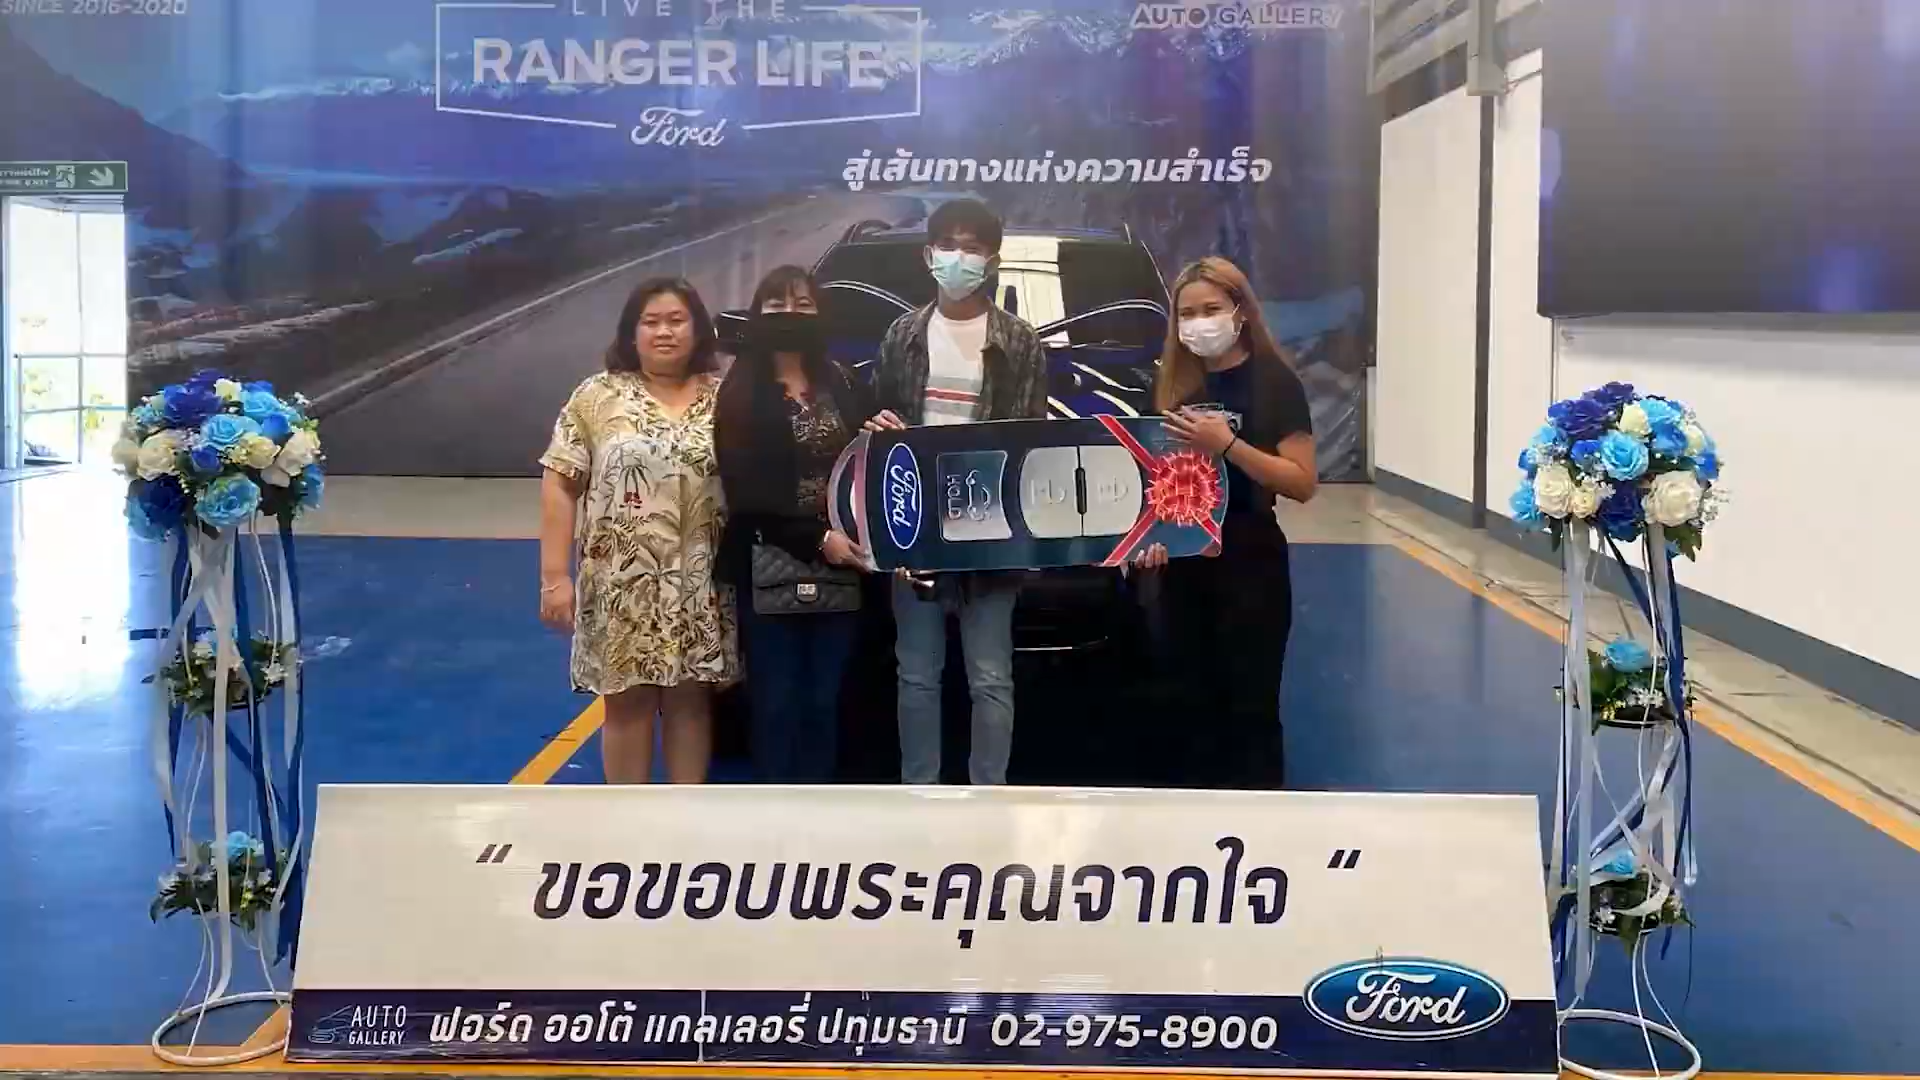 SINCE 2016-2020
LIVE THE
RANGER LIFE
Ford
AUTO GALLERY
สู่เส้นทางแห่งความสำเร็จ
FIRE EXIT
Ford
HOLD
" ขอขอบพระคุณจากใจ "
AUTO
GALLERY
ฟอร์ด ออโต้ แกลเลอรี่ ปทุมธานี 02-975-8900
Ford